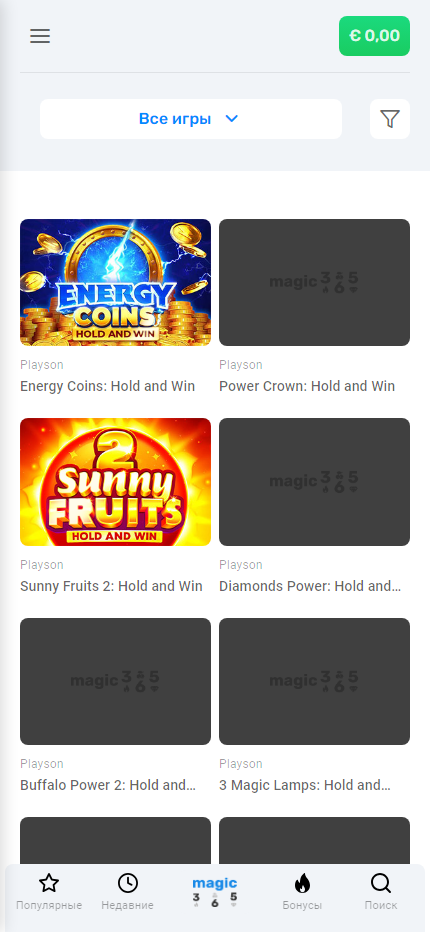 € 0,00
Все игры
ENERGY
COINS
HOLD AND WIN
magic 365
Playson
Playson
Energy Coins: Hold and Win
Power Crown: Hold and Win
2
Sunny
FRUITS
HOLD AND WIN
magic 365
Playson
Playson
Sunny Fruits 2: Hold and Win
Diamonds Power: Hold and...
magic 365
magic 365
Playson
Playson
Buffalo Power 2: Hold and...
3 Magic Lamps: Hold and...
magic
3 6 5
Популярные
Недавние
Бонусы
Поиск